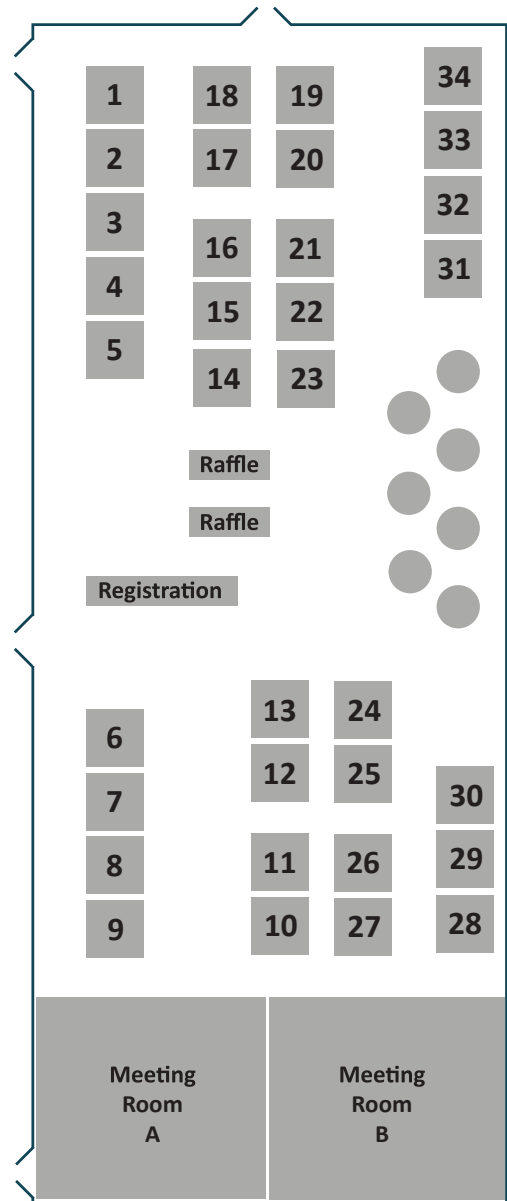 1 18 19 34
2 17 20 33
3 16 21 32
4 15 22 31
5 14 23
Raffle
Raffle
Registration
6 13 24
7 12 25 30
8 11 26 29
9 10 27 28
Meeting
Room
A
Meeting
Room
B